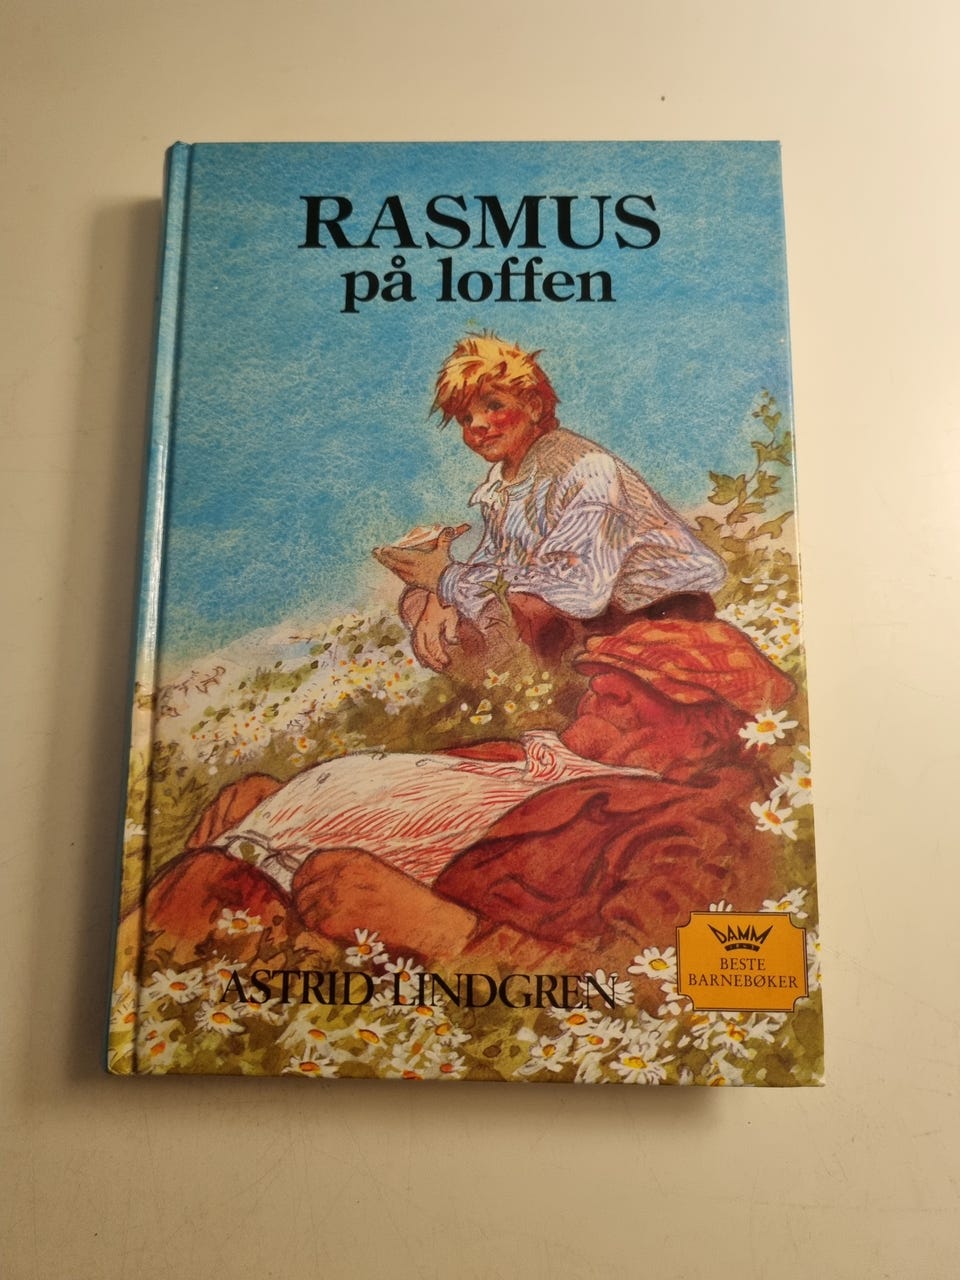 RASMUS
på loffen
ASTRID LINDGREN
DAMM
BESTE
BARNEBØKER